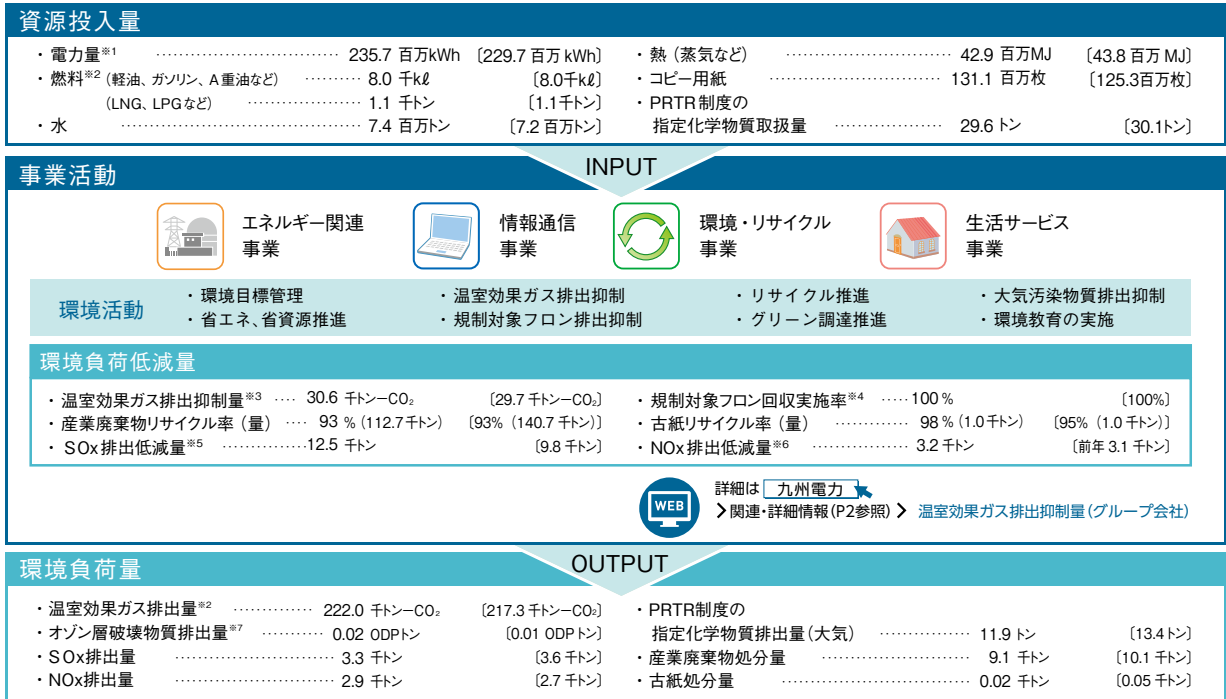 資源投入量
・電力量※1 ································ 235.7 百万kWh 〔229.7 百万 kWh〕
・燃料※2 (軽油、ガソリン、A重油など) ·········· 8.0 千kℓ 〔8.0千kℓ〕
(LNG、LPGなど) ···················· 1.1 千トン 〔1.1千トン〕
・水 ········································· 7.4 百万トン 〔7.2 百万トン〕
・熱（蒸気など） ··································· 42.9 百万MJ 〔43.8 百万 MJ〕
・コピー用紙 ····························· 131.1 百万枚 〔125.3百万枚〕
・PRTR制度の
指定化学物質取扱量 ·················· 29.6 トン 〔30.1トン〕
INPUT
事業活動
エネルギー関連
事業
情報通信
事業
環境・リサイクル
事業
生活サービス
事業
環境活動
・環境目標管理
・省エネ、省資源推進
・温室効果ガス排出抑制
・規制対象フロン排出抑制
・リサイクル推進
・グリーン調達推進
・大気汚染物質排出抑制
・環境教育の実施
環境負荷低減量
・温室効果ガス排出抑制量※3 ···· 30.6 千トン−CO₂ 〔29.7 千トン−CO₂〕
・産業廃棄物リサイクル率（量） ···· 93 % (112.7千トン) 〔93%（140.7 千トン）〕
・SOx排出低減量※5 ···············12.5 千トン 〔9.8 千トン〕
・規制対象フロン回収実施率※4 ·····100 % 〔100%〕
・古紙リサイクル率（量） ············· 98 % (1.0千トン) 〔95%（1.0 千トン）〕
・NOx排出低減量※6 ················· 3.2 千トン 〔前年 3.1 千トン〕
WEB
詳細は 九州電力
＞関連・詳細情報(P2参照)＞ 温室効果ガス排出抑制量(グループ会社)
OUTPUT
環境負荷量
・温室効果ガス排出量※2 ·············· 222.0 千トン−CO₂ 〔217.3 千トン−CO₂〕
・オゾン層破壊物質排出量※7 ··········· 0.02 ODPトン 〔0.01 ODPトン〕
・SOx排出量 ···························· 3.3 千トン 〔3.6 千トン〕
・NOx排出量 ···························· 2.9 千トン 〔2.7 千トン〕
・PRTR制度の
指定化学物質排出量(大気) ··············· 11.9 トン 〔13.4トン〕
・産業廃棄物処分量 ························· 9.1 千トン 〔10.1 千トン〕
・古紙処分量 ································ 0.02 千トン 〔0.05 千トン〕